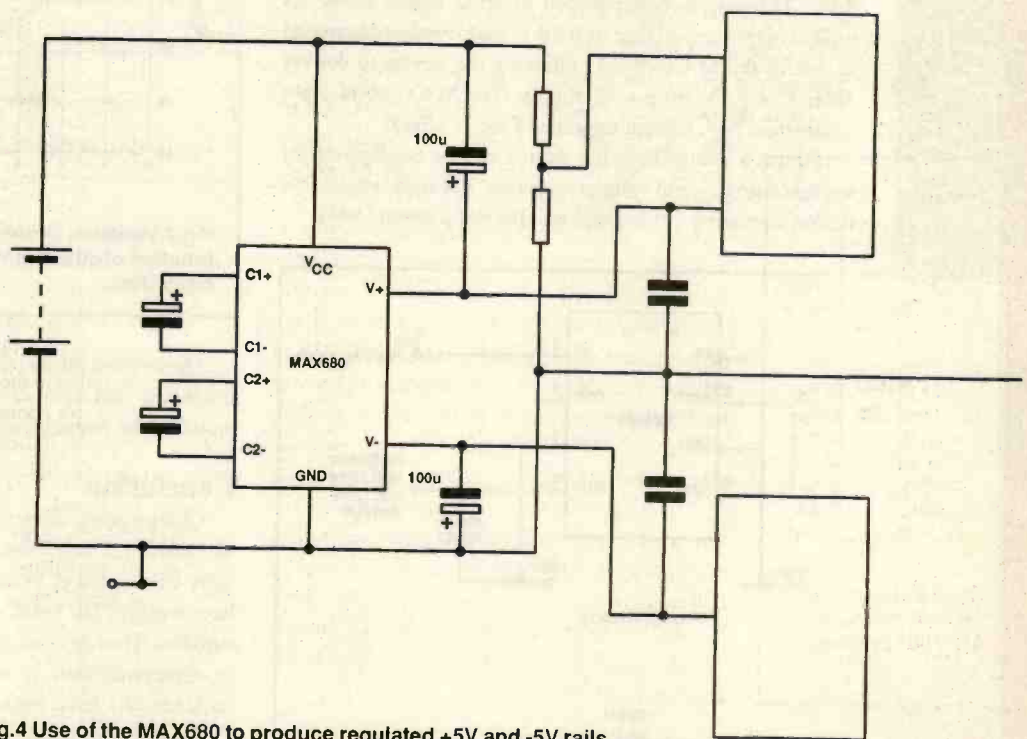 100u
+
VCC
C1+
V+
+
C1-
MAX680
C2+
+
V-
C2-
GND
100u
+
g.4 Use of the MAX680 to produce regulated +5V and -5V rails